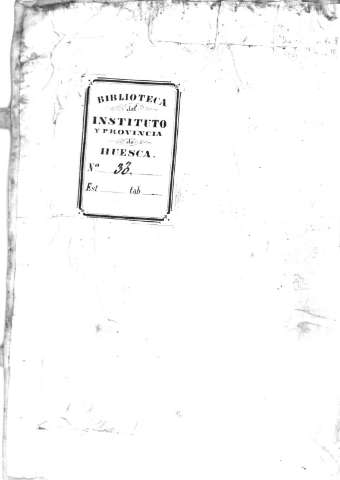 BIBLIOTECA
del
INSTITUTO
Y PROVINCIA
de
HUESCA.
Nº 33.
Est tab